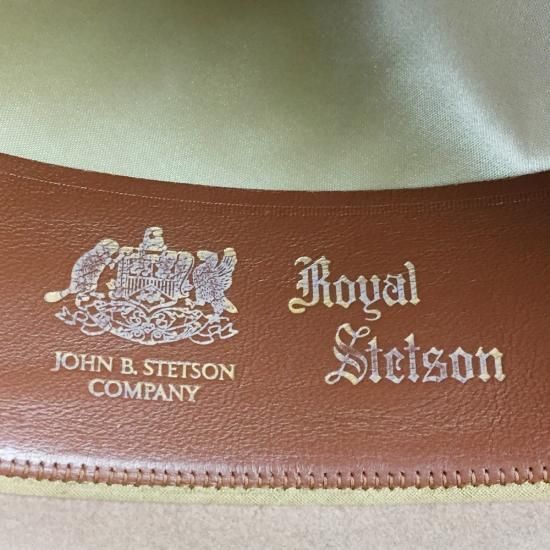 JOHN B. STETSON
COMPANY
Royal
Stetson